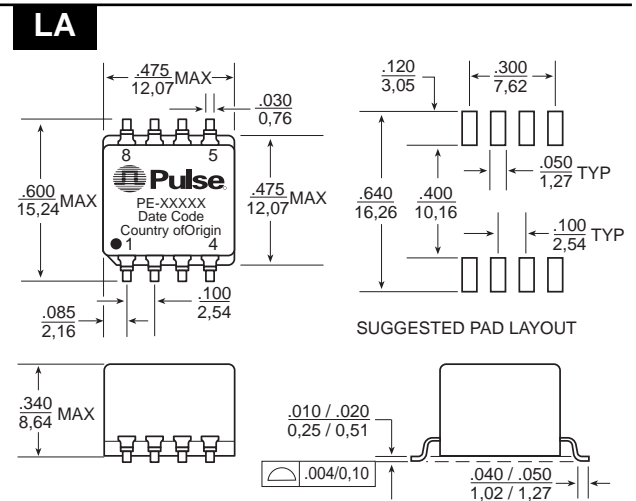 LA
.475
12,07 MAX
.030
0,76
.600
15,24 MAX
8 5
Pulse
PE-XXXXX
Date Code
Country ofOrigin
1 4
.475
12,07 MAX
.085
2,16
.100
2,54
.120
3,05
.300
7,62
.640
16,26
.400
10,16
.050
1,27 TYP
.100
2,54 TYP
SUGGESTED PAD LAYOUT
.340
8,64 MAX
.010 / .020
0,25 / 0,51
.004/0,10
.040 / .050
1,02 / 1,27